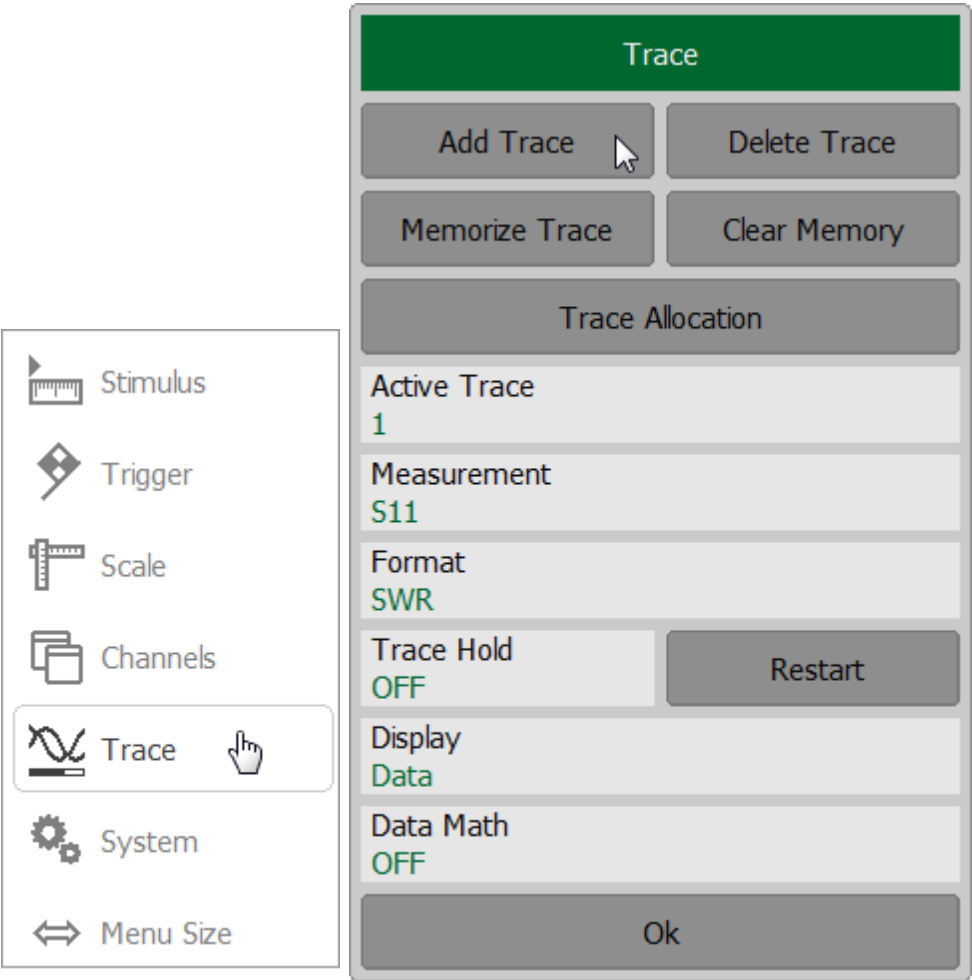 Stimulus
Trigger
Scale
Channels
Trace
System
Menu Size
Trace
Add Trace
Delete Trace
Memorize Trace
Clear Memory
Trace Allocation
Active Trace
1
Measurement
S11
Format
SWR
Trace Hold
OFF
Restart
Display
Data
Data Math
OFF
Ok